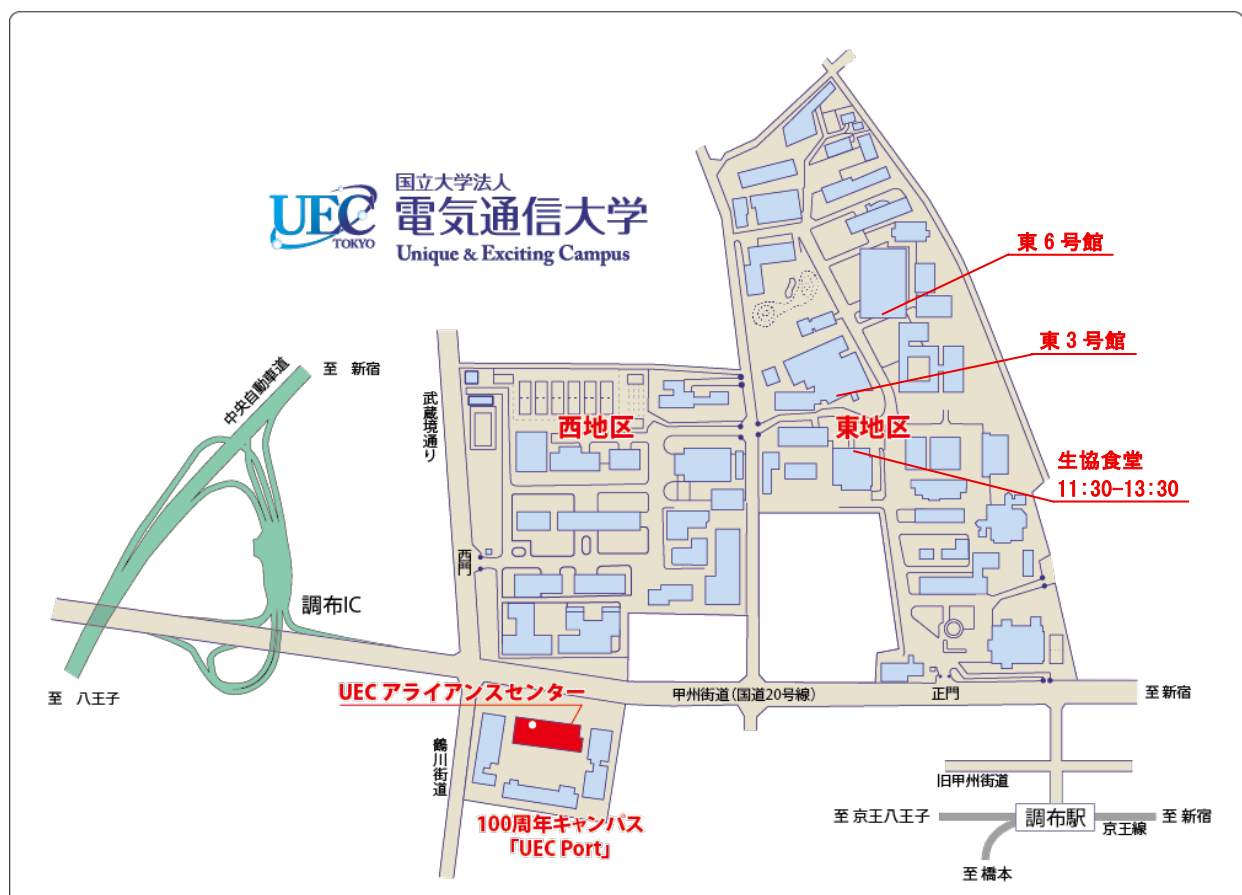 国立大学法人
UEC
TOKYO
電気通信大学
Unique & Exciting Campus
東6号館
東3号館
至 新宿
中央自動車道
武蔵境通り
西地区
東地区
生協食堂
11:30-13:30
西門
調布IC
至 八王子
UEC アライアンスセンター
甲州街道(国道20号線)
正門
至 新宿
鶴川街道
旧甲州街道
100周年キャンパス
「UEC Port」
至 京王八王子
調布駅
京王線
至 新宿
至 橋本